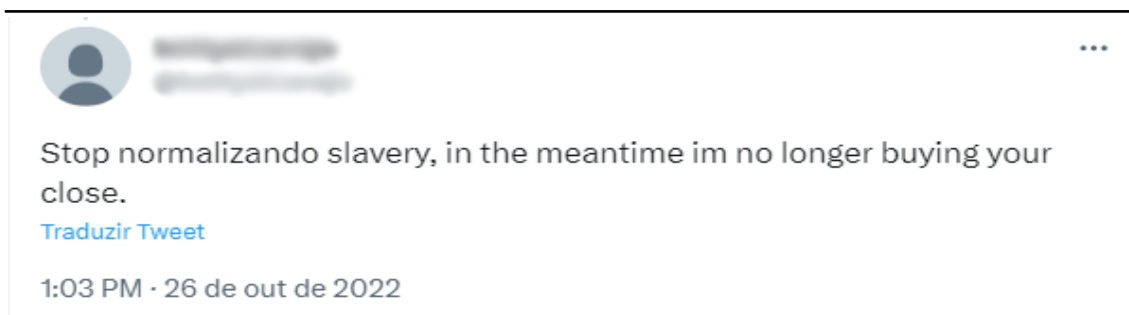 Stop normalizando slavery, in the meantime im no longer buying your
close.
Traduzir Tweet
1:03 PM · 26 de out de 2022